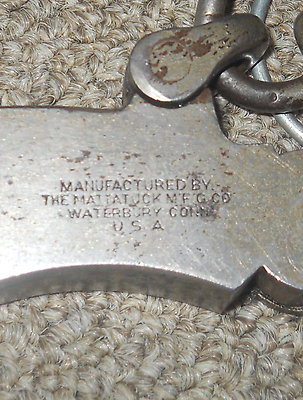 MANUFACTURED BY
THE MATTATUCK M'F'G. CO.
WATERBURY CONN.
U.S.A